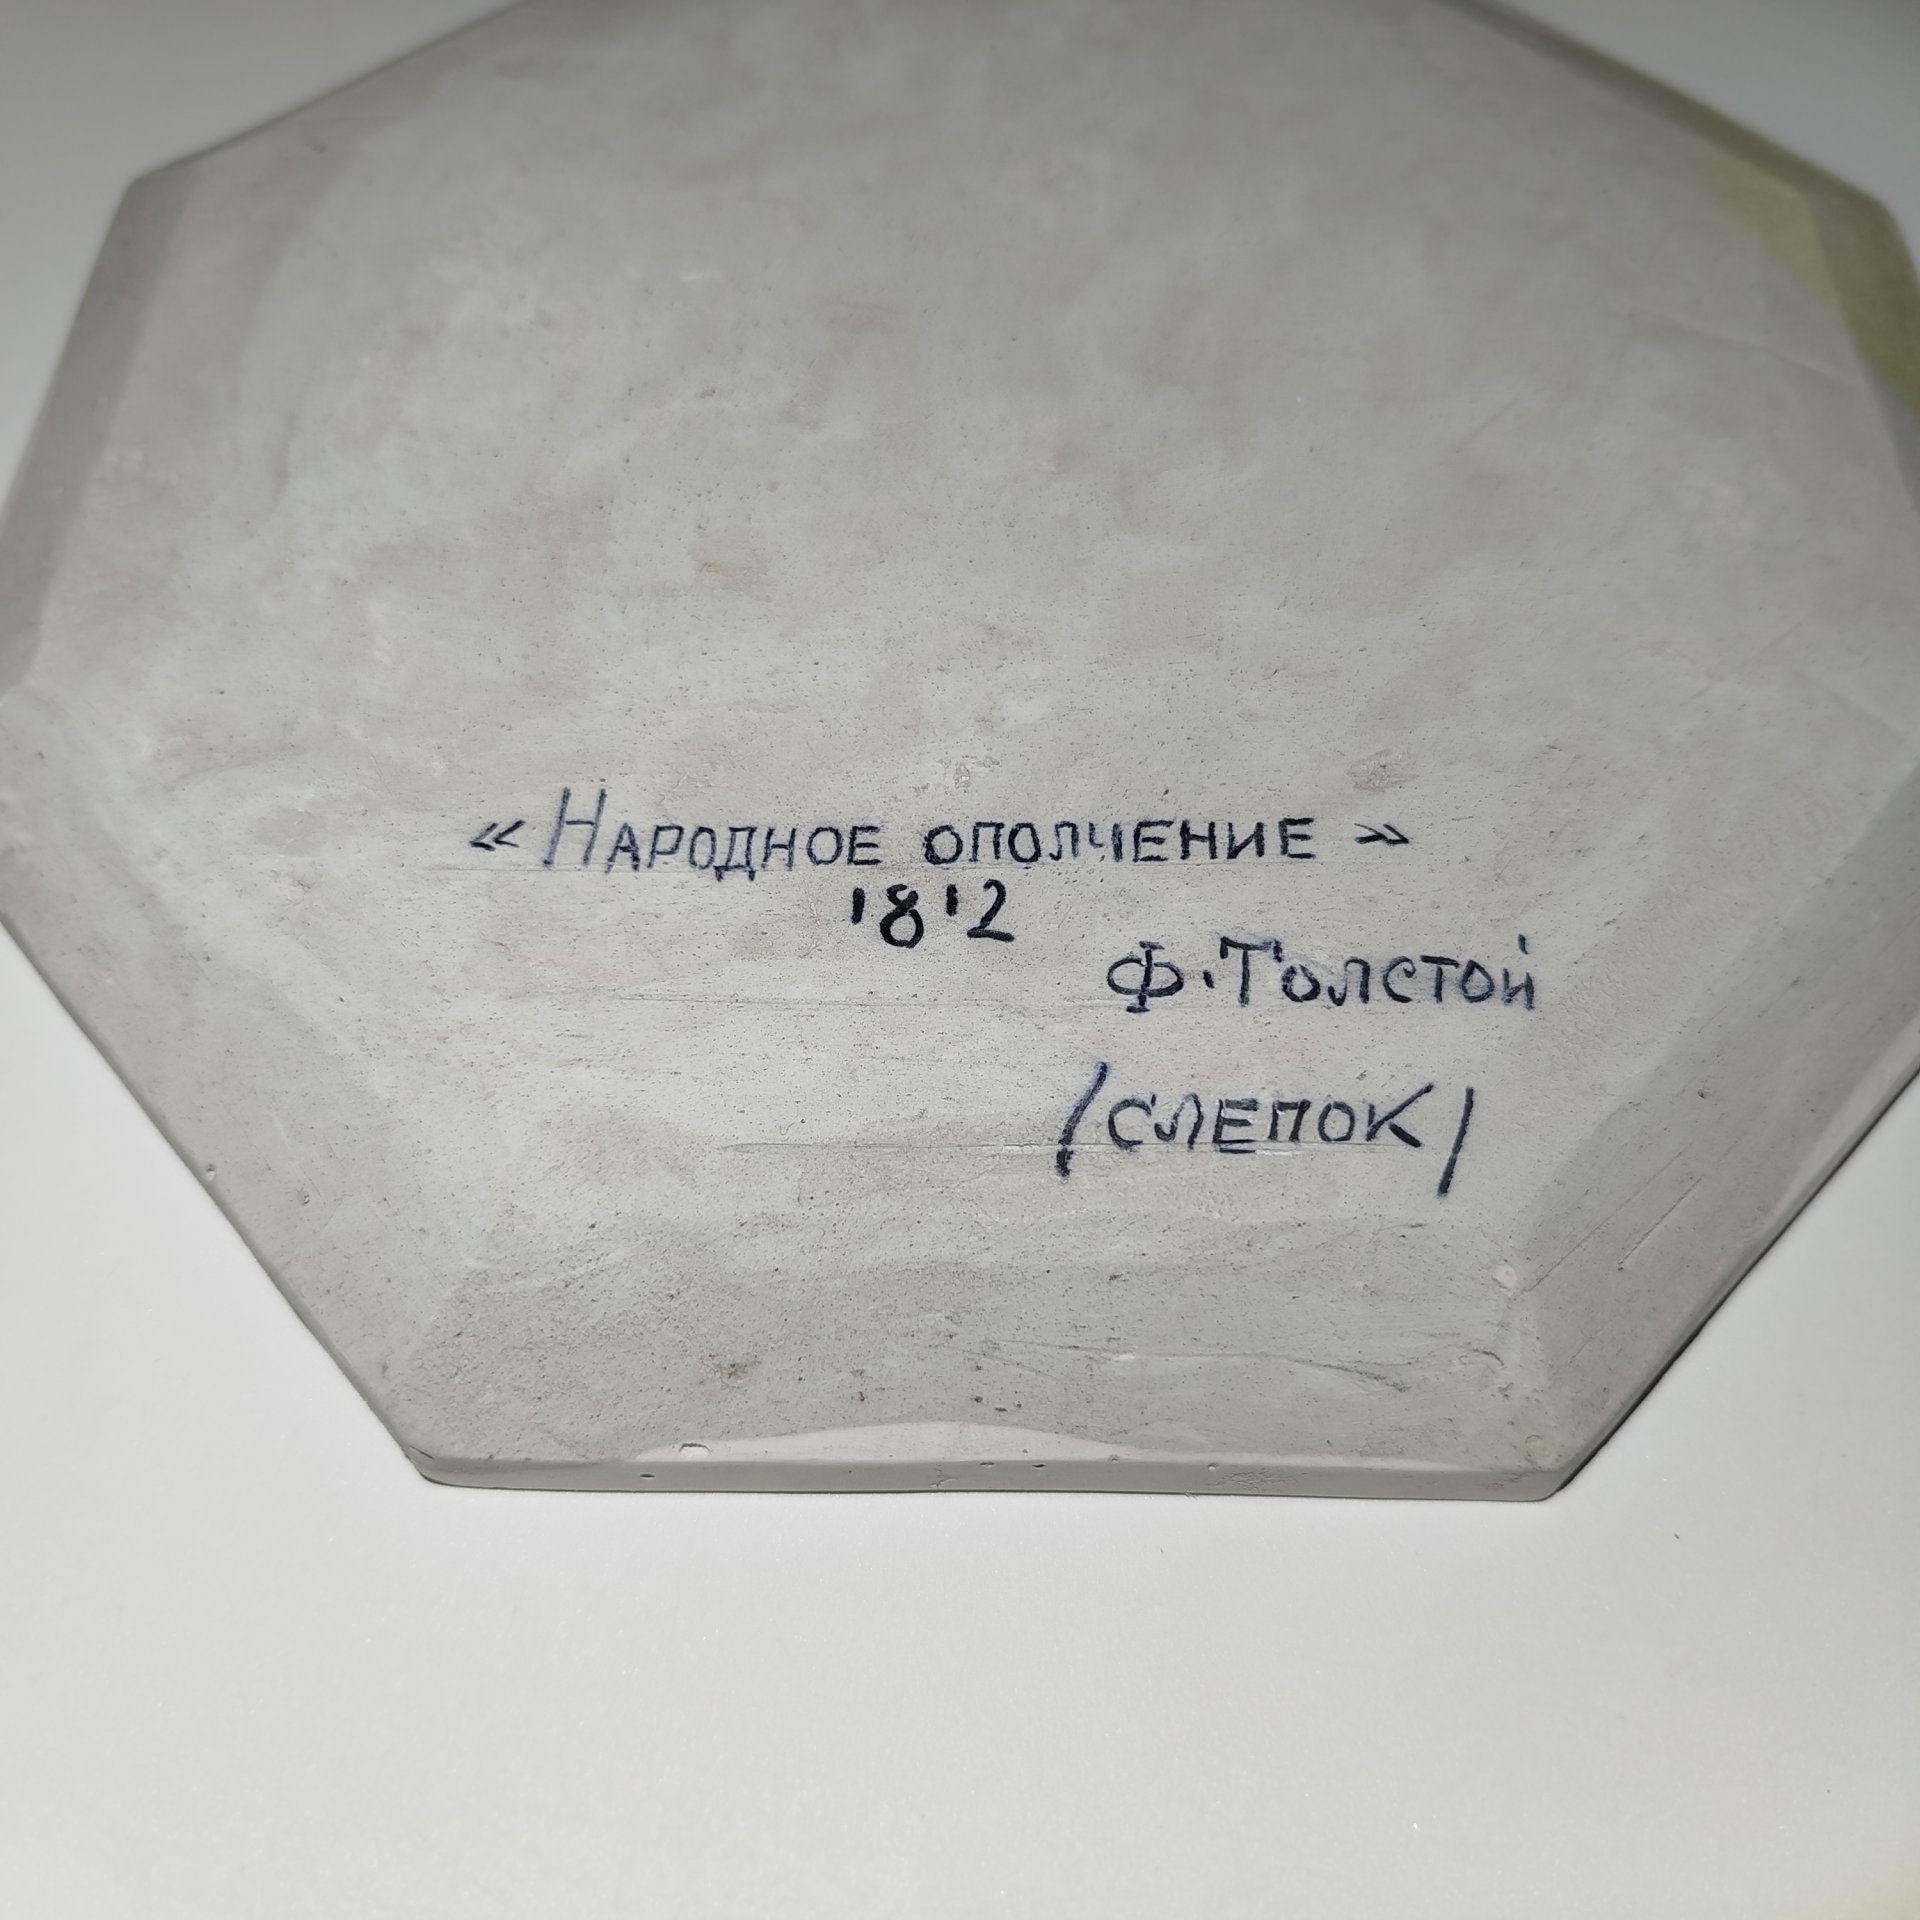 « Народное ополчение »
1812
Ф. Толстой
/слепок/